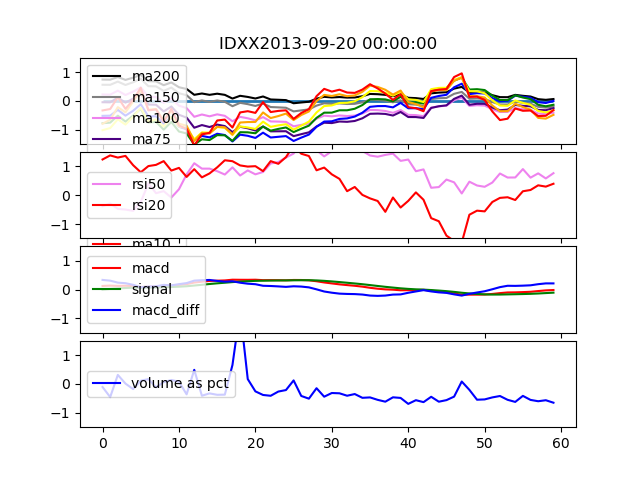 IDXX2013-09-20 00:00:00
1
0
−1
ma200
ma150
ma100
ma75
1
0
−1
rsi50
rsi20
ma10
1
0
−1
macd
signal
macd_diff
1
0
−1
volume as pct
0 10 20 30 40 50 60